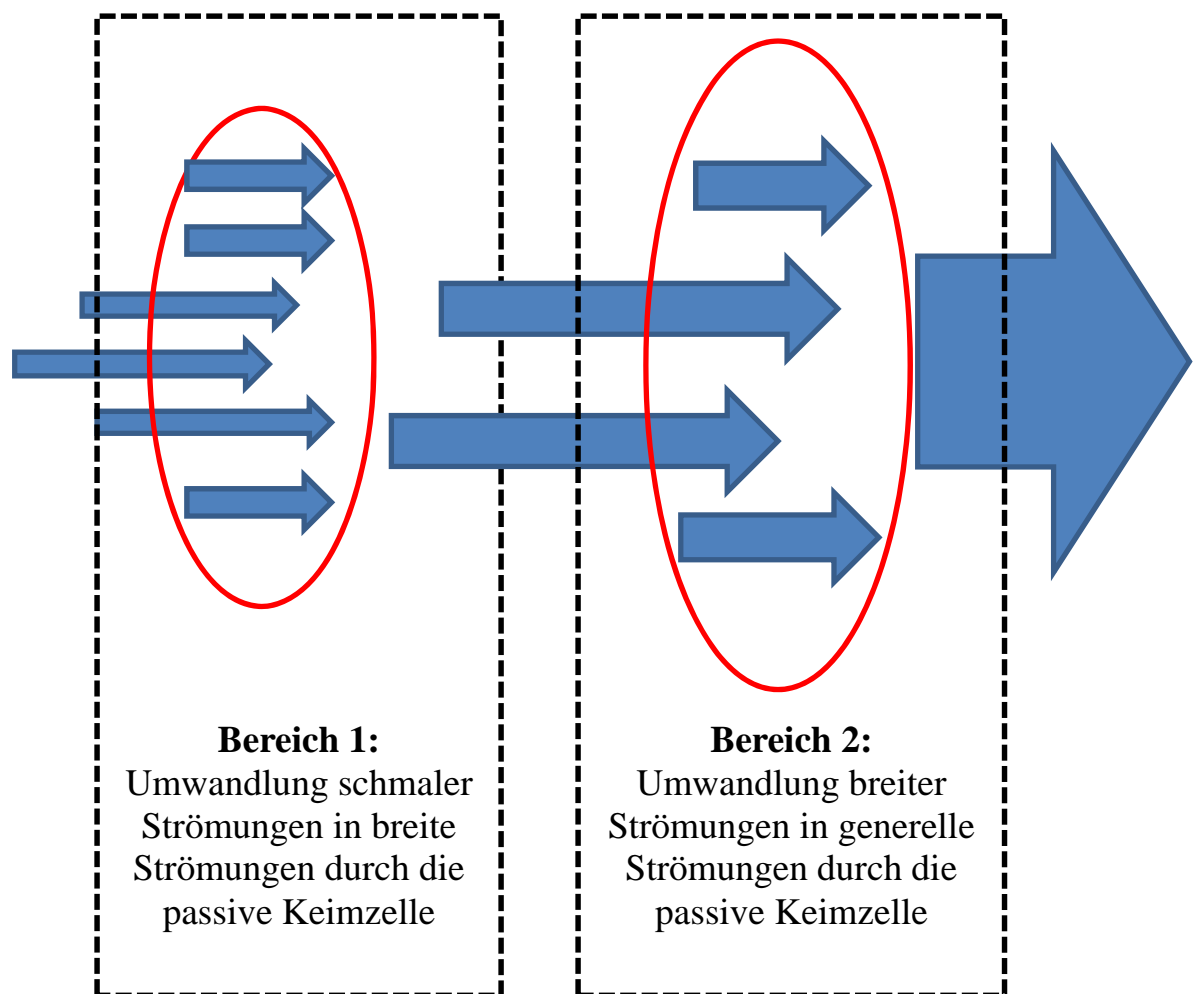 Bereich 1:
Umwandlung schmaler
Strömungen in breite
Strömungen durch die
passive Keimzelle
Bereich 2:
Umwandlung breiter
Strömungen in generelle
Strömungen durch die
passive Keimzelle